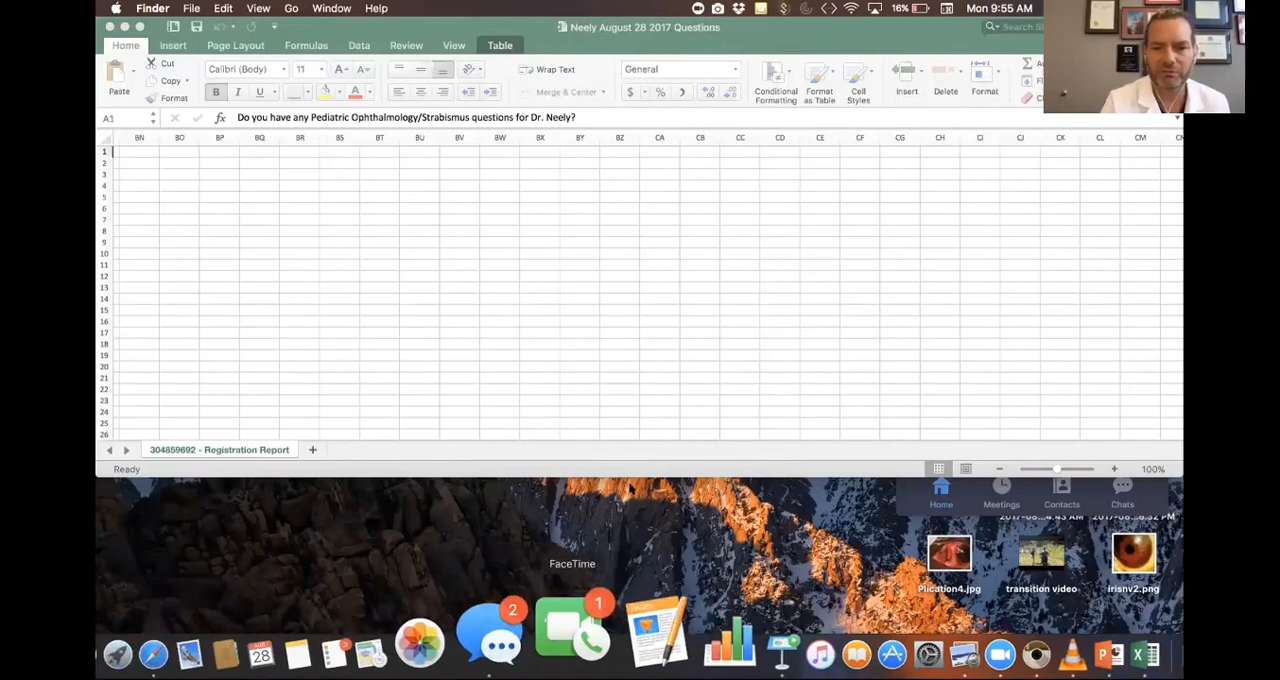 Finder File Edit View Go Window Help 16% Mon 9:55 AM
Neely August 28 2017 Questions
Home Insert Page Layout Formulas Data Review View Table
Paste Cut Copy Format
Calibri (Body) 11 A A
B I U A
Wrap Text
Merge & Center
General
$ %
Conditional Formatting Format as Table Cell Styles Insert Delete Format
A1 fx Do you have any Pediatric Ophthalmology/Strabismus questions for Dr. Neely?
BN BO BP BQ BR BS BT BU BV BW BX BY BZ CA CB CC CD CE CF CG CH CI CJ CK CL CM
1
2
3
4
5
6
7
8
9
10
11
12
13
14
15
16
17
18
19
20
21
22
23
24
25
26
304859692 - Registration Report +
Ready 100%
Home Meetings Contacts Chats
Plication4.jpg transition video irisnv2.png
FaceTime
2 1
AUG 28